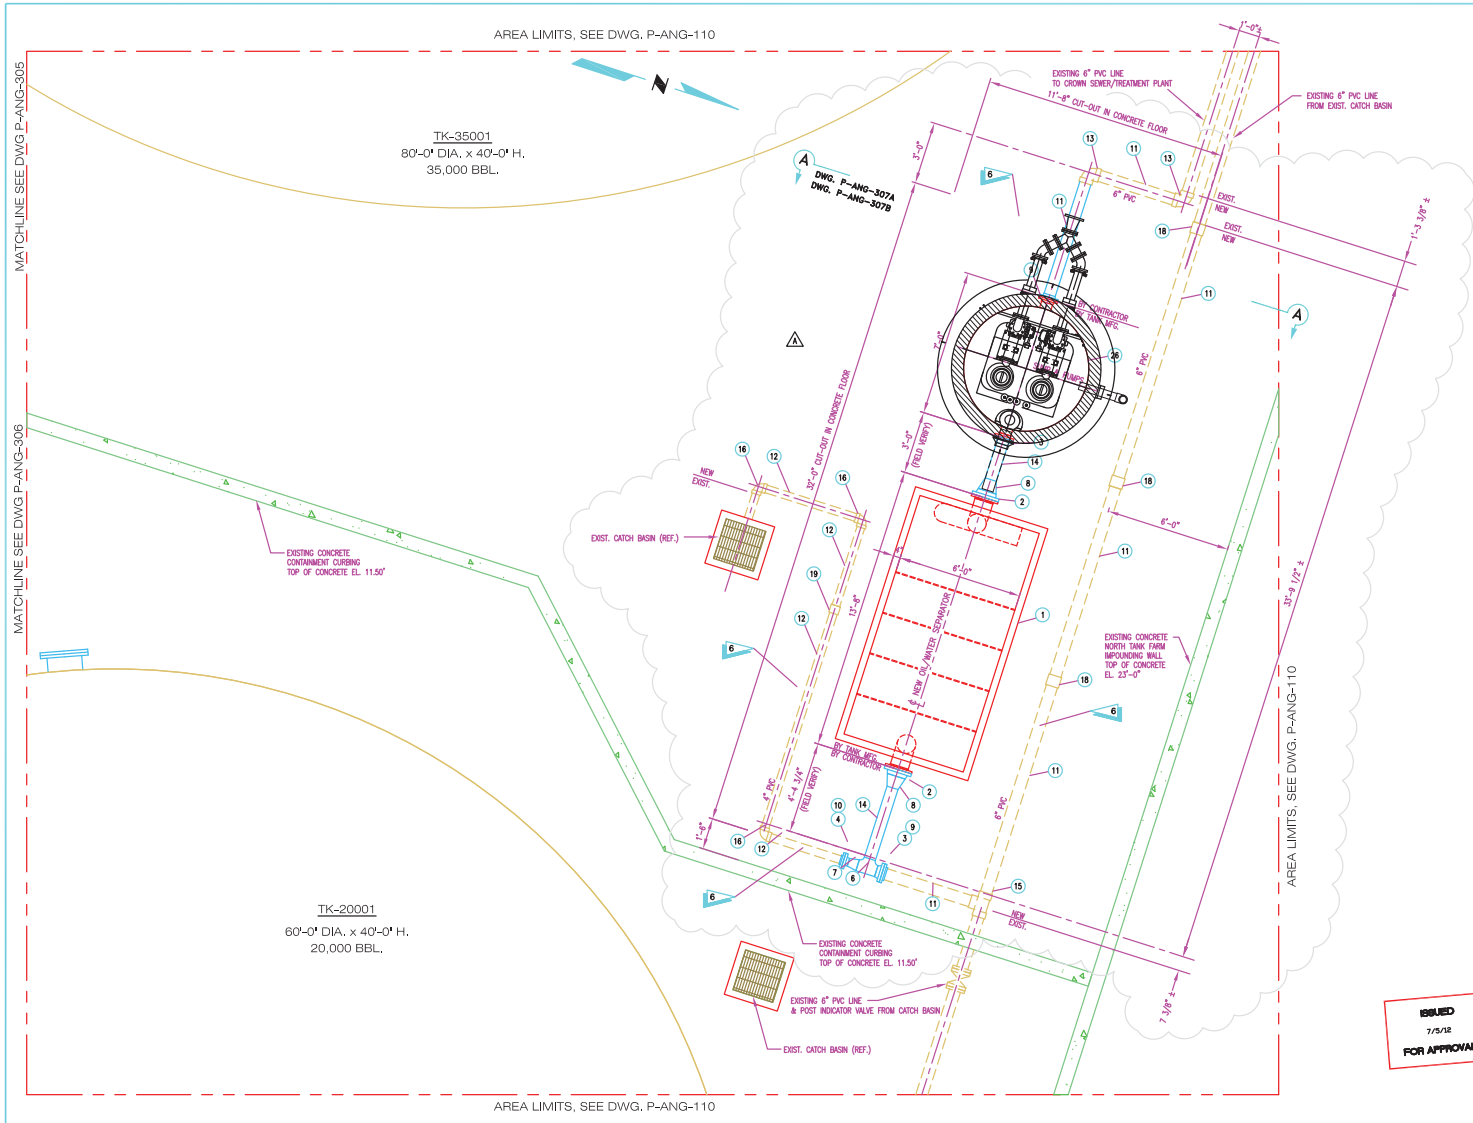 AREA LIMITS, SEE DWG. P-ANG-110
MATCHLINE SEE DWG P-ANG-305
MATCHLINE SEE DWG P-ANG-306
N
TK-35001
80'-0" DIA. x 40'-0" H.
35,000 BBL.
A
DWG. P-ANG-307A
DWG. P-ANG-307B
EXISTING 6" PVC LINE
TO CROWN SEWER/TREATMENT PLANT
11'-8" CUT-OUT IN CONCRETE FLOOR
1'-0"±
EXISTING 6" PVC LINE
FROM EXIST. CATCH BASIN
3'-0"
6
13
11
13
6" PVC
11
18
EXIST.
NEW
EXIST.
NEW
1'-3 3/8" ±
11
A
9
BY CONTRACTOR
BY TANK MFG.
7'-0"
26
6" PVC
A
32'-0" CUT-OUT IN CONCRETE FLOOR
3'-0"
(FIELD VERIFY)
3
14
8
2
18
6'-0"
NEW
EXIST.
16
12
16
12
EXIST. CATCH BASIN (REF.)
EXISTING CONCRETE
CONTAINMENT CURBING
TOP OF CONCRETE EL. 11.50'
19
12
13'-8"
6'-0"
NEW OIL/WATER SEPARATOR
1
11
33'-9 1/2" ±
EXISTING CONCRETE
NORTH TANK FARM
IMPOUNDING WALL
TOP OF CONCRETE
EL. 23'-0"
18
6
6
11
AREA LIMITS, SEE DWG. P-ANG-110
BY TANK MFG.
BY CONTRACTOR
4" PVC
4'-4 3/4"
(FIELD VERIFY)
14
8
2
6" PVC
1'-6"
16
12
10
4
9
3
7
6
11
15
NEW
EXIST.
6
TK-20001
60'-0" DIA. x 40'-0" H.
20,000 BBL.
EXISTING CONCRETE
CONTAINMENT CURBING
TOP OF CONCRETE EL. 11.50'
EXISTING 6" PVC LINE
& POST INDICATOR VALVE FROM CATCH BASIN
EXIST. CATCH BASIN (REF.)
7 3/8" ±
ISSUED
7/5/12
FOR APPROVAL
AREA LIMITS, SEE DWG. P-ANG-110